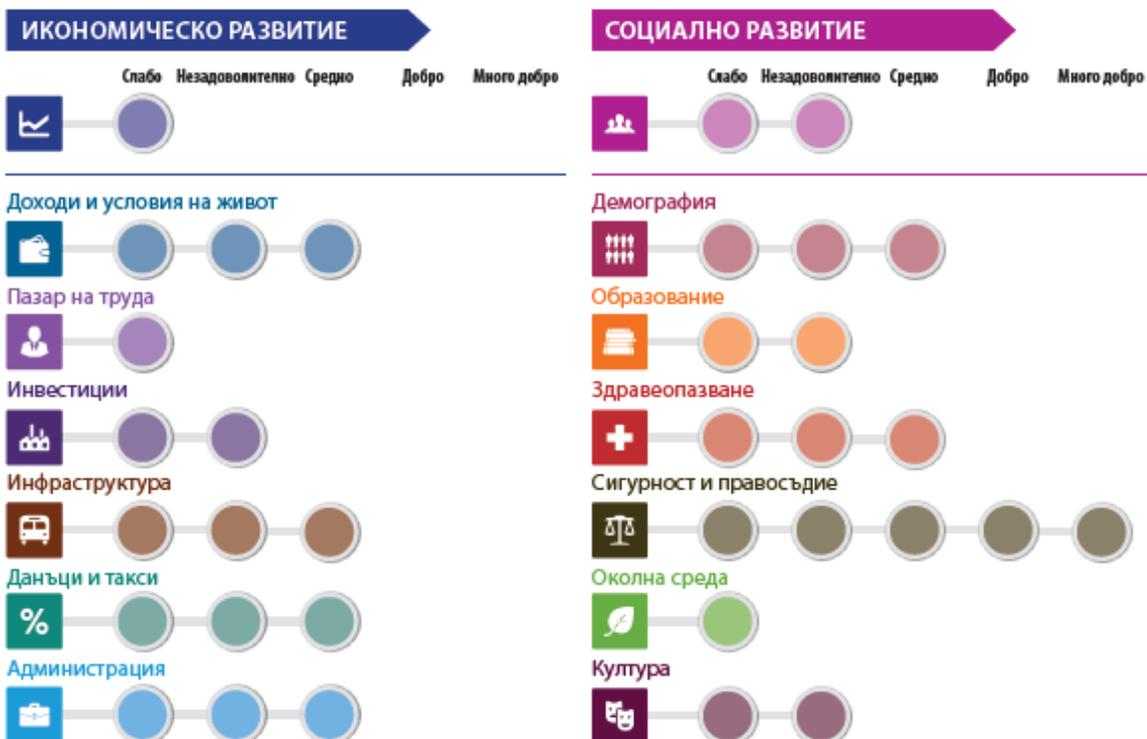 ИКОНОМИЧЕСКО РАЗВИТИЕ
Слабо Незадоволително Средно Добро Много добро
Доходи и условия на живот
Пазар на труда
Инвестиции
Инфраструктура
Данъци и такси
%
Администрация
СОЦИАЛНО РАЗВИТИЕ
Слабо Незадоволително Средно Добро Много добро
Демография
Образование
Здравеопазване
Сигурност и правосъдие
Околна среда
Култура